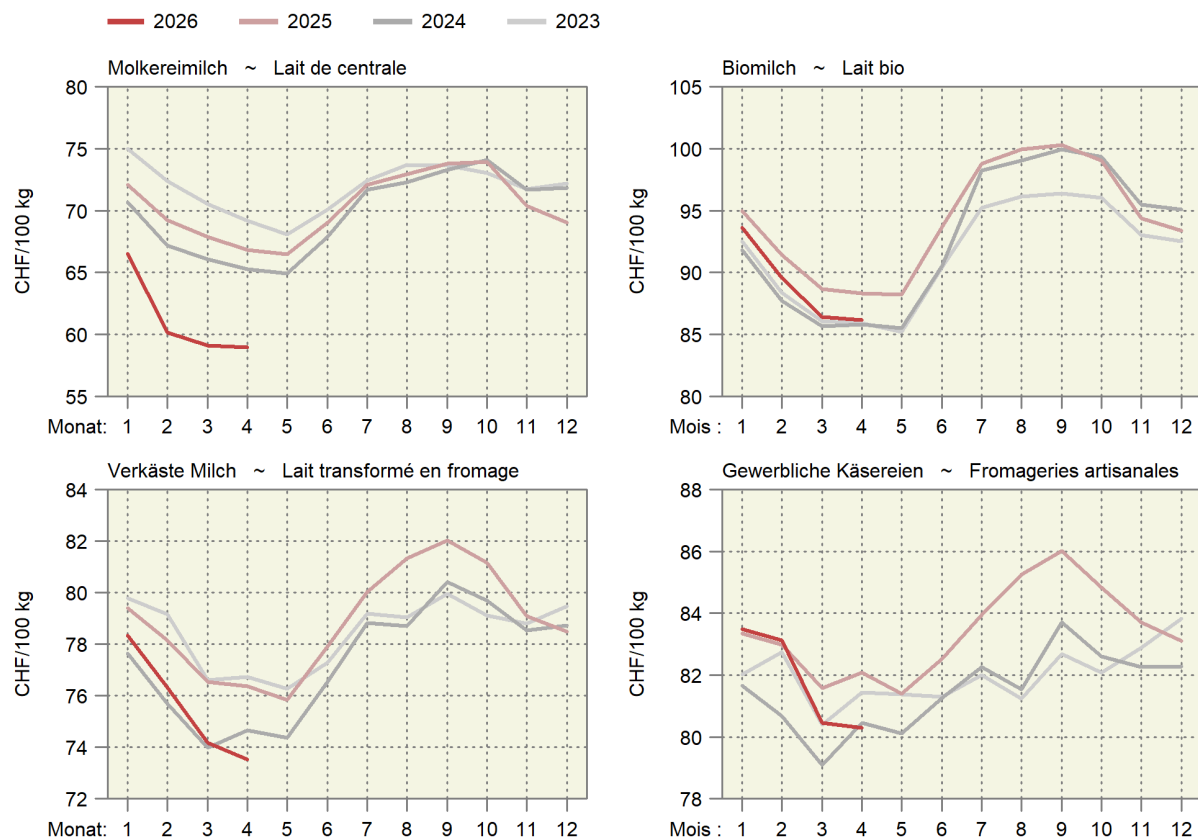 2026 2025 2024 2023
Molkereimilch ~ Lait de centrale
80
75
70
65
60
55
CHF/100 kg
Monat: 1 2 3 4 5 6 7 8 9 10 11 12
Biomilch ~ Lait bio
105
100
95
90
85
80
CHF/100 kg
Mois : 1 2 3 4 5 6 7 8 9 10 11 12
Verkäste Milch ~ Lait transformé en fromage
84
82
80
78
76
74
72
CHF/100 kg
Monat: 1 2 3 4 5 6 7 8 9 10 11 12
Gewerbliche Käsereien ~ Fromageries artisanales
88
86
84
82
80
78
CHF/100 kg
Mois : 1 2 3 4 5 6 7 8 9 10 11 12